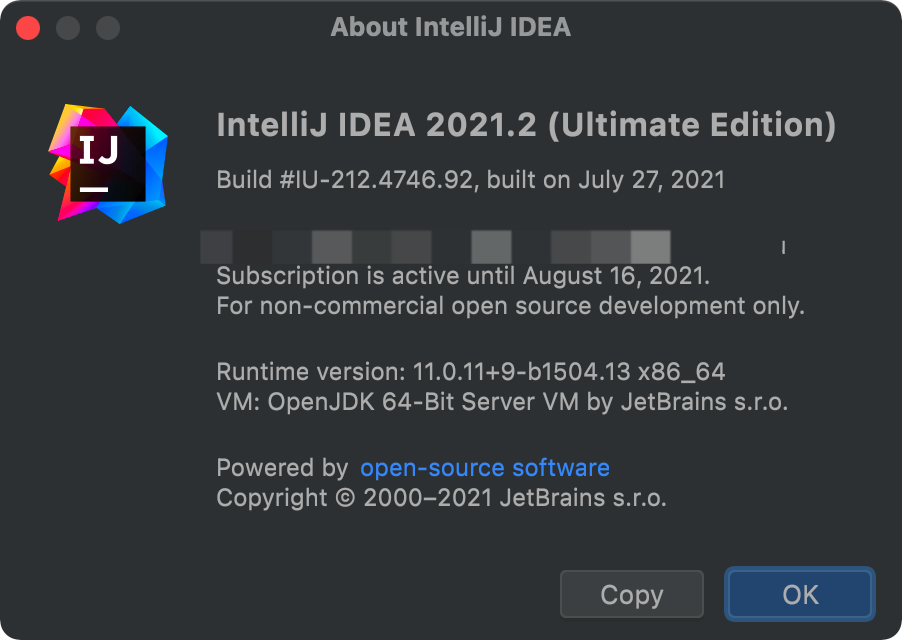 About IntelliJ IDEA
IJ
IntelliJ IDEA 2021.2 (Ultimate Edition)
Build #IU-212.4746.92, built on July 27, 2021
Subscription is active until August 16, 2021.
For non-commercial open source development only.
Runtime version: 11.0.11+9-b1504.13 x86_64
VM: OpenJDK 64-Bit Server VM by JetBrains s.r.o.
Powered by open-source software
Copyright © 2000–2021 JetBrains s.r.o.
Copy
OK